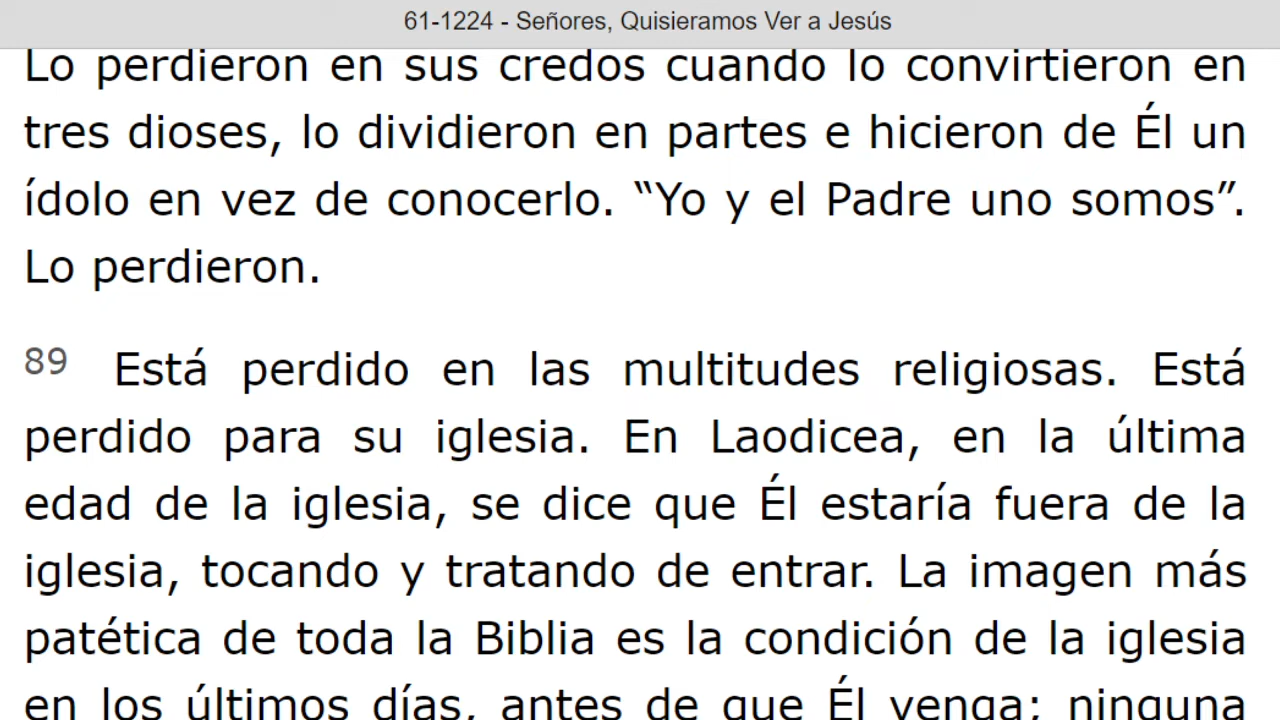 61-1224 - Señores, Quisieramos Ver a Jesús
Lo perdieron en sus credos cuando lo convirtieron en
tres dioses, lo dividieron en partes e hicieron de Él un
ídolo en vez de conocerlo. “Yo y el Padre uno somos”.
Lo perdieron.
89 Está perdido en las multitudes religiosas. Está
perdido para su iglesia. En Laodicea, en la última
edad de la iglesia, se dice que Él estaría fuera de la
iglesia, tocando y tratando de entrar. La imagen más
patética de toda la Biblia es la condición de la iglesia
en los últimos días, antes de que Él venga; ninguna